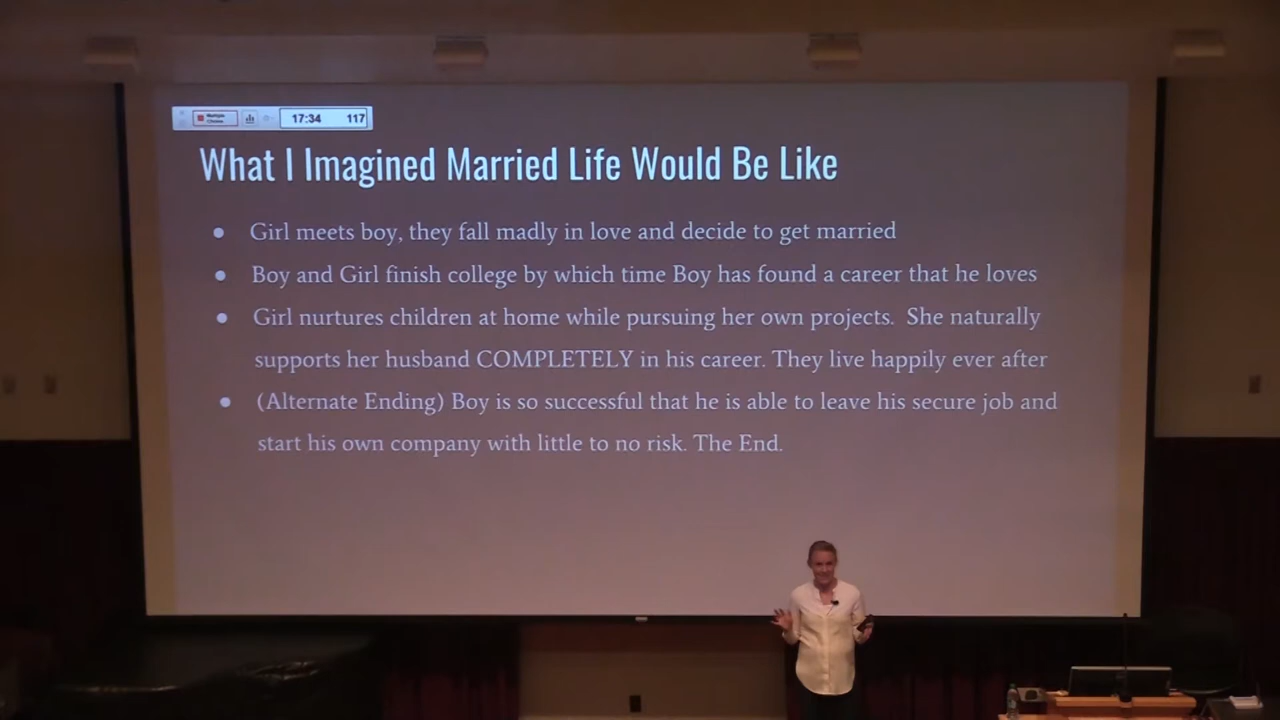 Multiple
Choice
17:34 117
What I Imagined Married Life Would Be Like
● Girl meets boy, they fall madly in love and decide to get married
● Boy and Girl finish college by which time Boy has found a career that he loves
● Girl nurtures children at home while pursuing her own projects. She naturally
supports her husband COMPLETELY in his career. They live happily ever after
● (Alternate Ending) Boy is so successful that he is able to leave his secure job and
start his own company with little to no risk. The End.